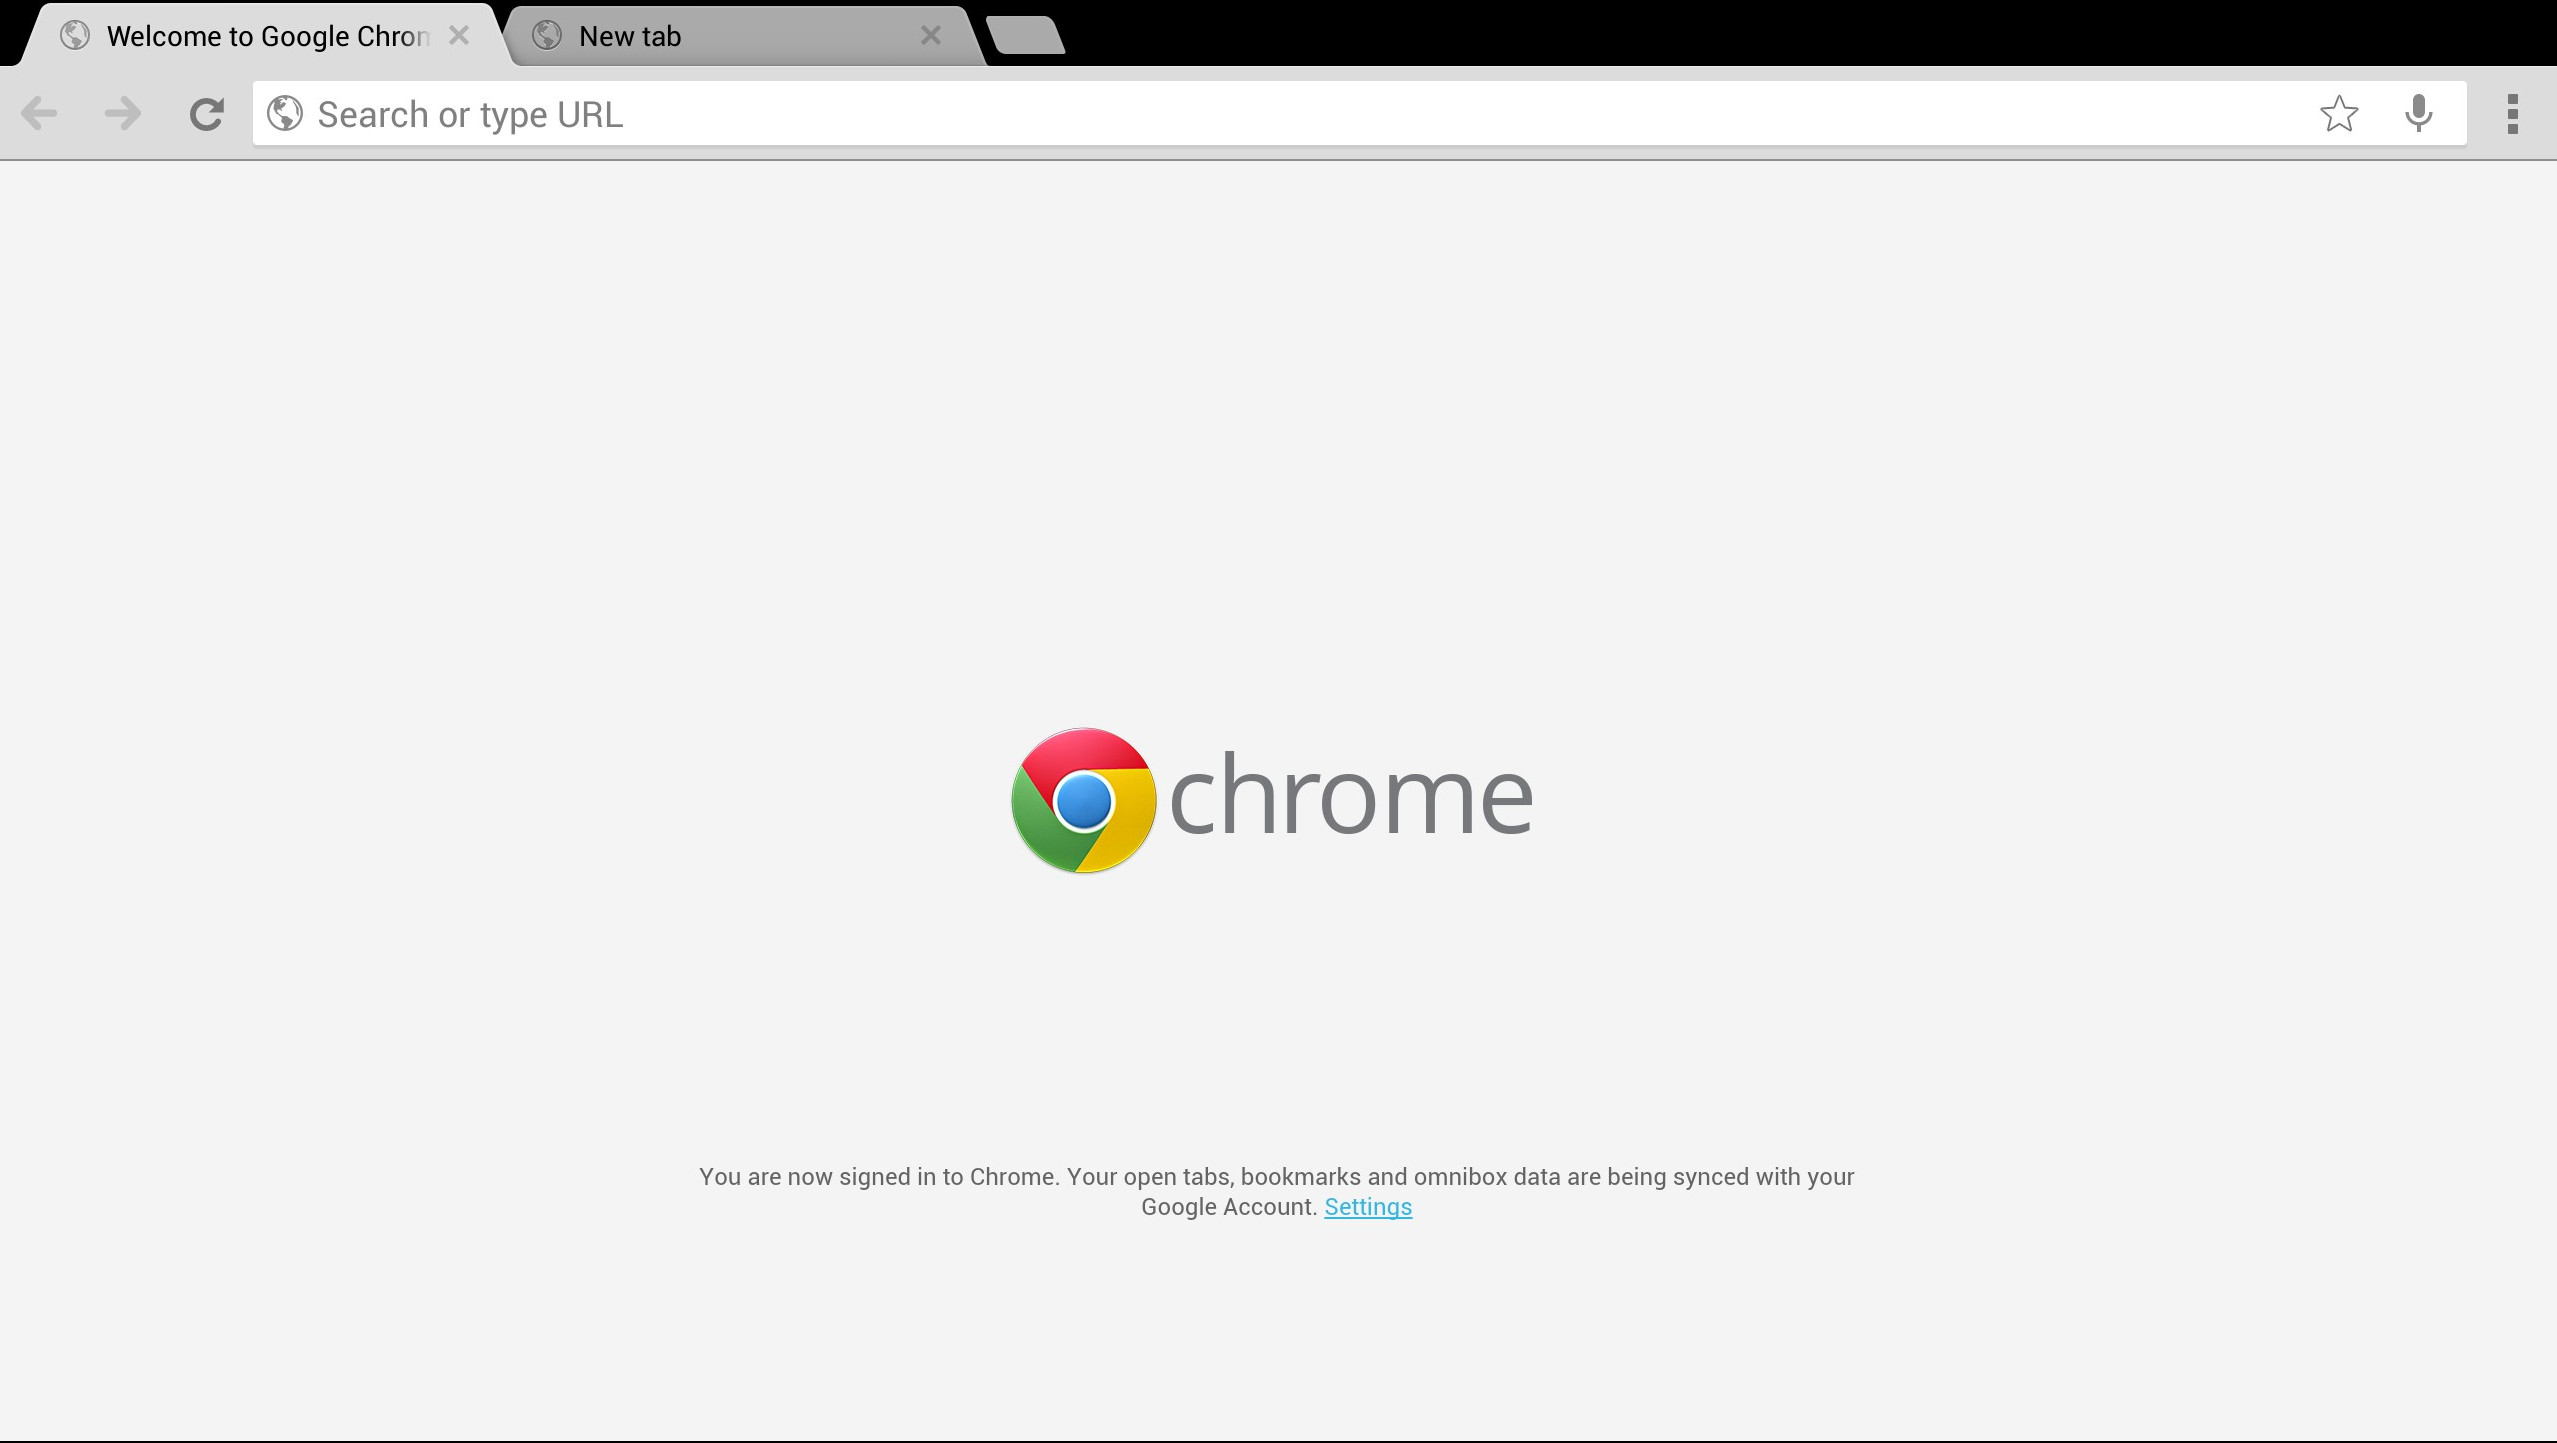 Welcome to Google Chrom
New tab
Search or type URL
chrome
You are now signed in to Chrome. Your open tabs, bookmarks and omnibox data are being synced with your
Google Account. Settings